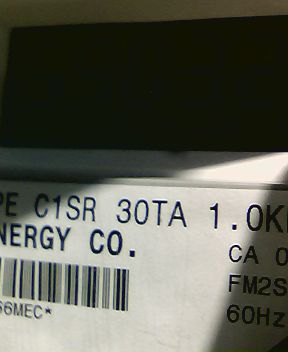 PE C1SR 30TA 1.0K
NERGY CO.
CA 0
FM2S
66MEC*
60Hz